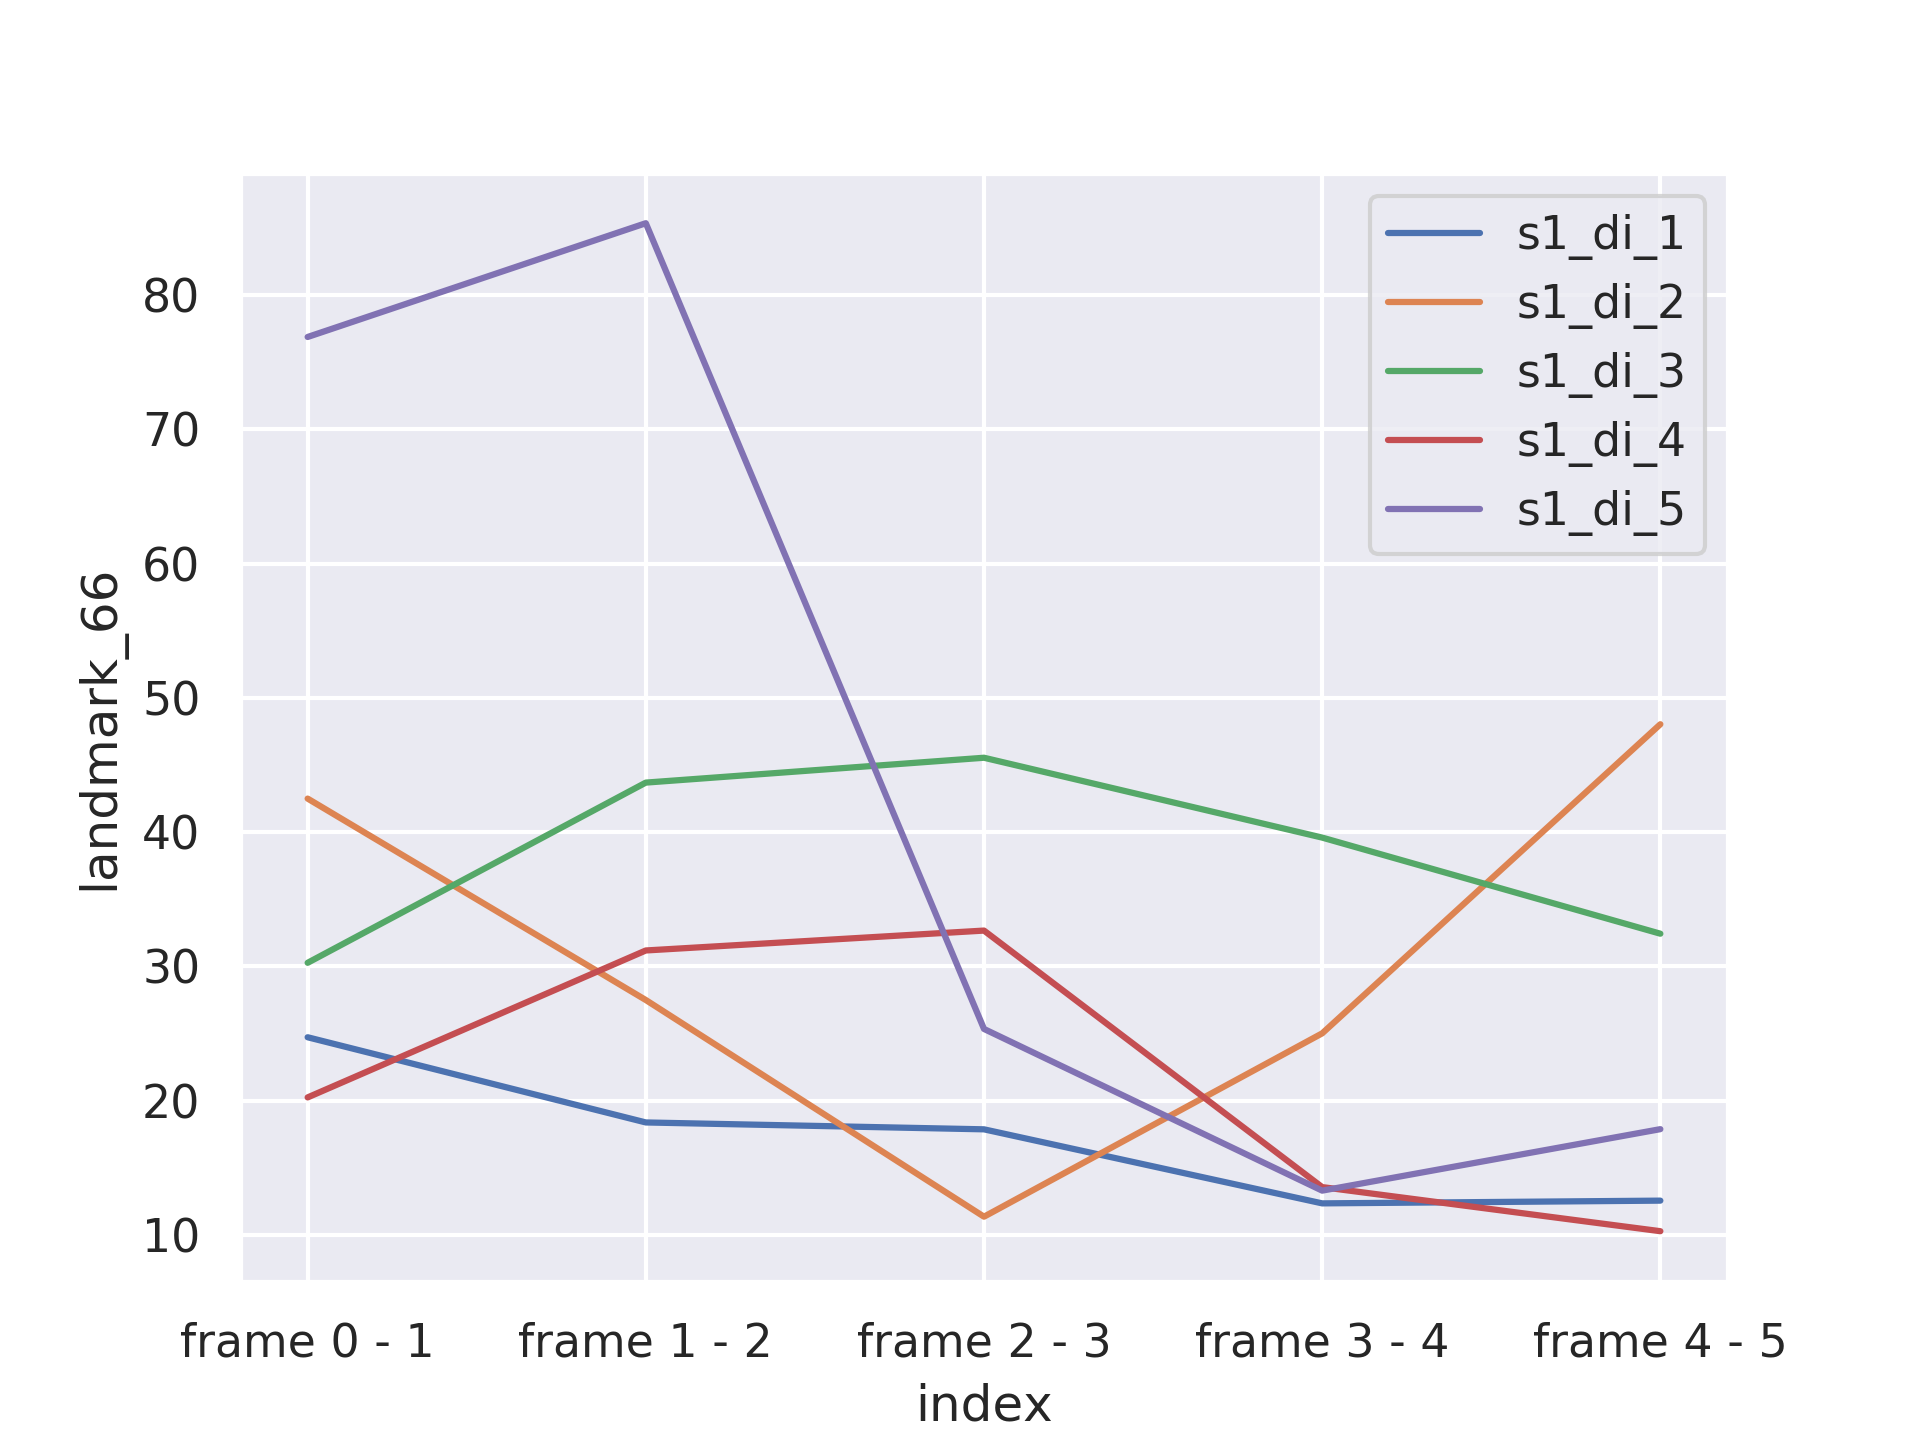 s1_di_1
s1_di_2
s1_di_3
s1_di_4
s1_di_5
80
70
60
50
40
30
20
10
landmark_66
frame 0 - 1 frame 1 - 2 frame 2 - 3 frame 3 - 4 frame 4 - 5
index